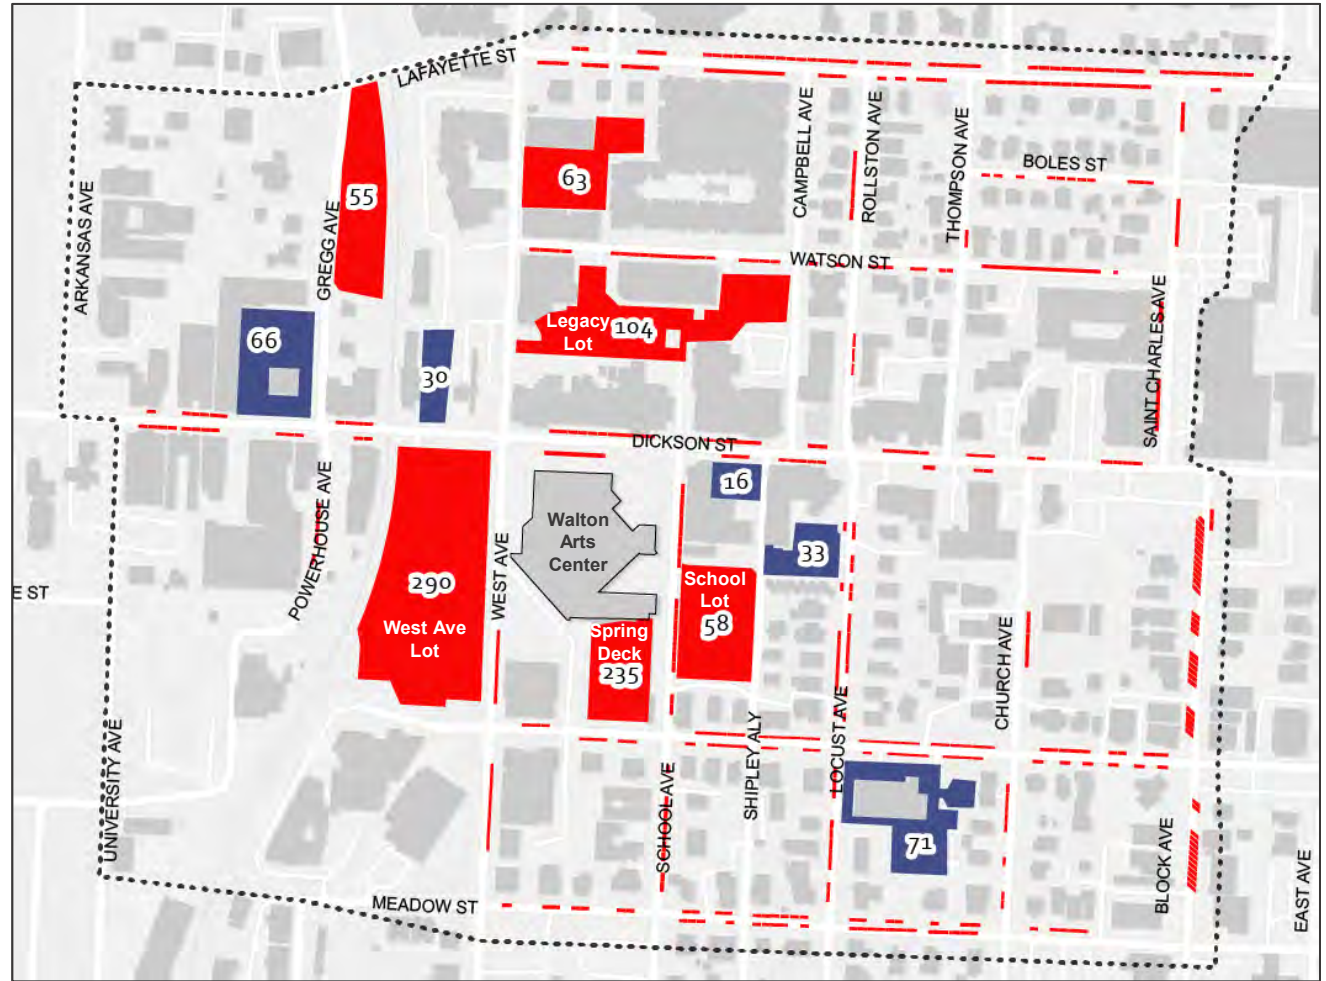 LAFAYETTE ST
CAMPBELL AVE
ROLLSTON AVE
THOMPSON AVE
BOLES ST
63
55
ARKANSAS AVE
GREGG AVE
WATSON ST
SAINT CHARLES AVE
Legacy
Lot
104
66
30
DICKSON ST
16
POWERHOUSE AVE
WEST AVE
Walton
Arts
Center
33
290
West Ave
Lot
School
Lot
58
E ST
Spring
Deck
235
CHURCH AVE
UNIVERSITY AVE
SCHOOL AVE
SHIPLEY ALY
LOCUST AVE
71
BLOCK AVE
EAST AVE
MEADOW ST